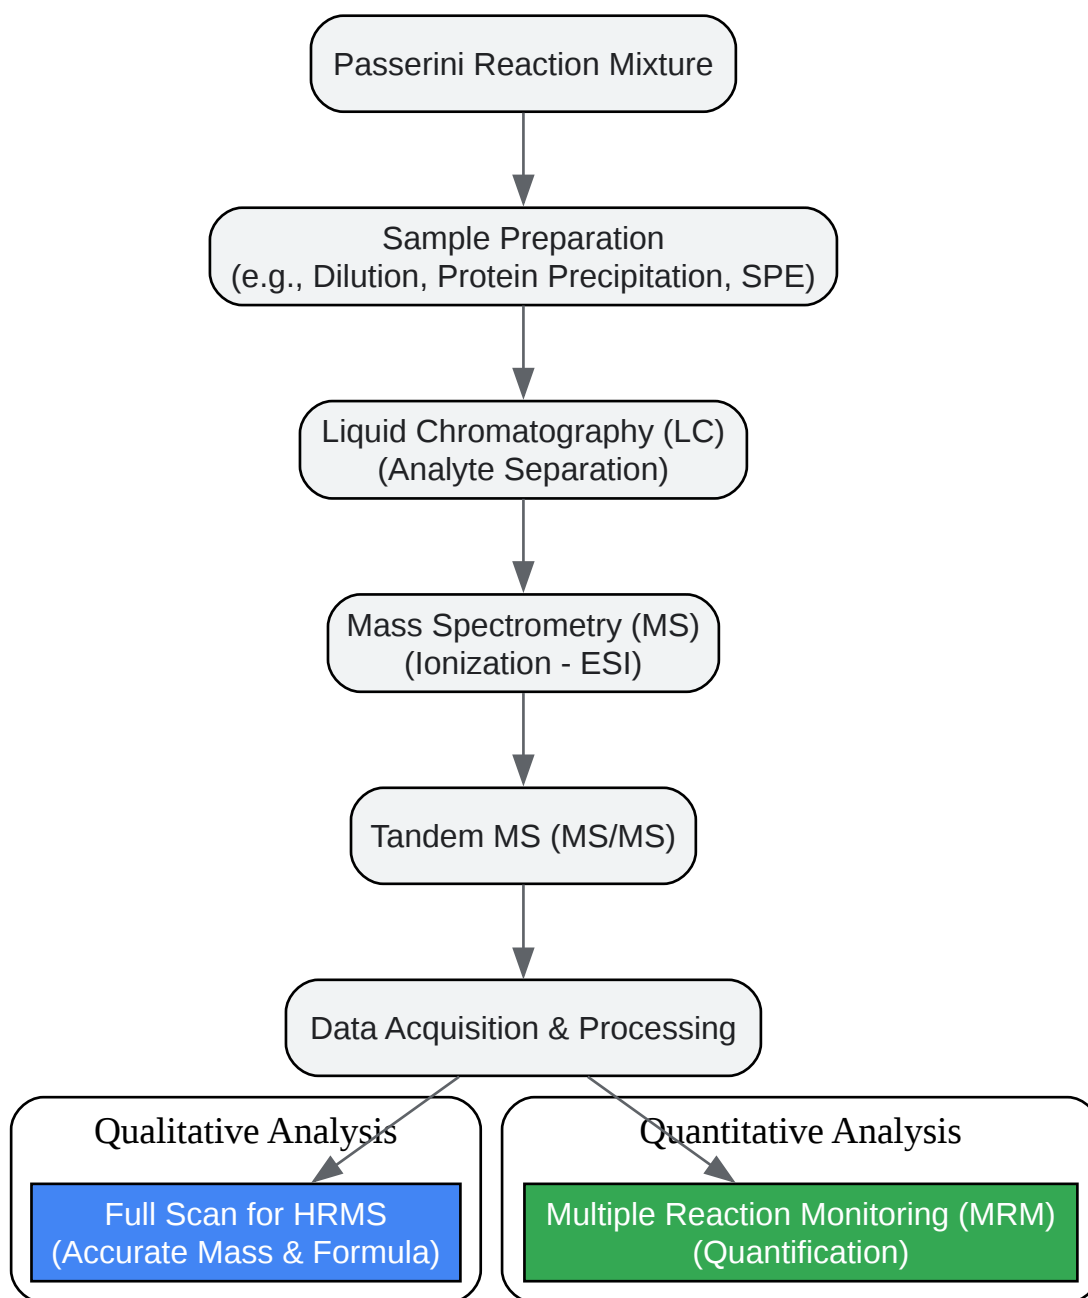 Passerini Reaction Mixture
Sample Preparation
(e.g., Dilution, Protein Precipitation, SPE)
Liquid Chromatography (LC)
(Analyte Separation)
Mass Spectrometry (MS)
(Ionization - ESI)
Tandem MS (MS/MS)
Data Acquisition & Processing
Qualitative Analysis
Full Scan for HRMS
(Accurate Mass & Formula)
Quantitative Analysis
Multiple Reaction Monitoring (MRM)
(Quantification)